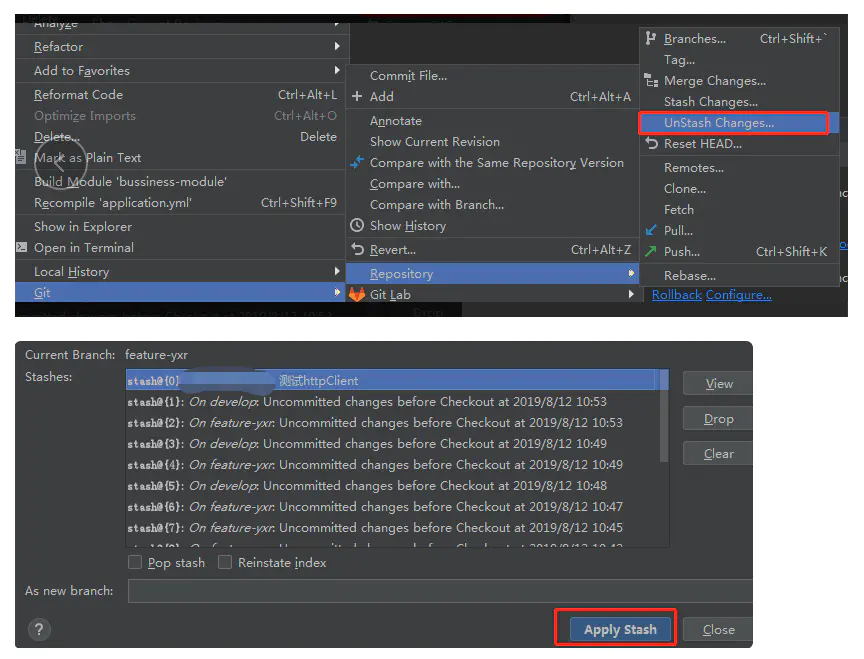 Analyze
Refactor
Add to Favorites
Reformat Code Ctrl+Alt+L
Optimize Imports Ctrl+Alt+O
Delete... Delete
Mark as Plain Text
Build Module 'bussiness-module'
Recompile 'application.yml' Ctrl+Shift+F9
Show in Explorer
Open in Terminal
Local History
Git
Commit File...
Add Ctrl+Alt+A
Annotate
Show Current Revision
Compare with the Same Repository Version
Compare with...
Compare with Branch...
Show History
Revert... Ctrl+Alt+Z
Repository
Git Lab
Branches... Ctrl+Shift+`
Tag...
Merge Changes...
Stash Changes...
UnStash Changes...
Reset HEAD...
Remotes...
Clone...
Fetch
Pull...
Push... Ctrl+Shift+K
Rebase...
Rollback Configure...
Current Branch: feature-yxr
Stashes:
stash@{0} 测试httpClient
stash@{1}: On develop: Uncommitted changes before Checkout at 2019/8/12 10:53
stash@{2}: On feature-yxr: Uncommitted changes before Checkout at 2019/8/12 10:53
stash@{3}: On develop: Uncommitted changes before Checkout at 2019/8/12 10:49
stash@{4}: On feature-yxr: Uncommitted changes before Checkout at 2019/8/12 10:49
stash@{5}: On develop: Uncommitted changes before Checkout at 2019/8/12 10:48
stash@{6}: On feature-yxr: Uncommitted changes before Checkout at 2019/8/12 10:47
stash@{7}: On feature-yxr: Uncommitted changes before Checkout at 2019/8/12 10:45
View
Drop
Clear
Pop stash Reinstate index
As new branch:
? Apply Stash Close